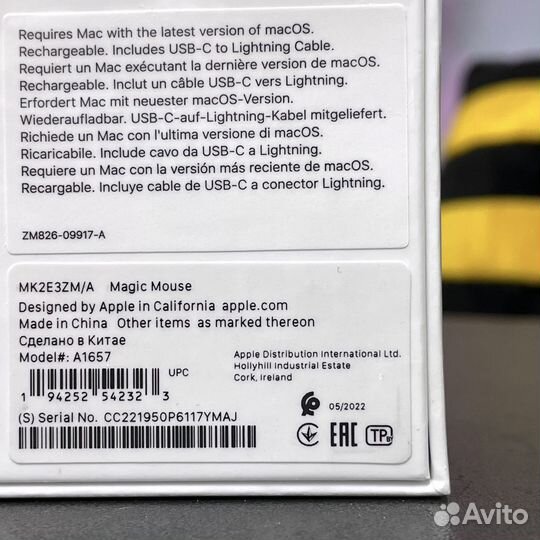 Requires Mac with the latest version of macOS.
Rechargeable. Includes USB-C to Lightning Cable.
Requiert un Mac exécutant la dernière version de macOS.
Rechargeable. Inclut un câble USB-C vers Lightning.
Erfordert Mac mit neuester macOS-Version.
Wiederaufladbar. USB-C-auf-Lightning-Kabel mitgeliefert.
Richiede un Mac con l'ultima versione di macOS.
Ricaricabile. Include cavo da USB-C a Lightning.
Requiere un Mac con la versión más reciente de macOS.
Recargable. Incluye cable de USB-C a conector Lightning.
ZM826-09917-A
MK2E3ZM/A Magic Mouse
Designed by Apple in California apple.com
Made in China Other items as marked thereon
Сделано в Китае
Model#: A1657
UPC
1 94252 54232 3
(S) Serial No. CC221950P6117YMAJ
Apple Distribution International Ltd.
Hollyhill Industrial Estate
Cork, Ireland
05/2022
EAC TP BY
Avito